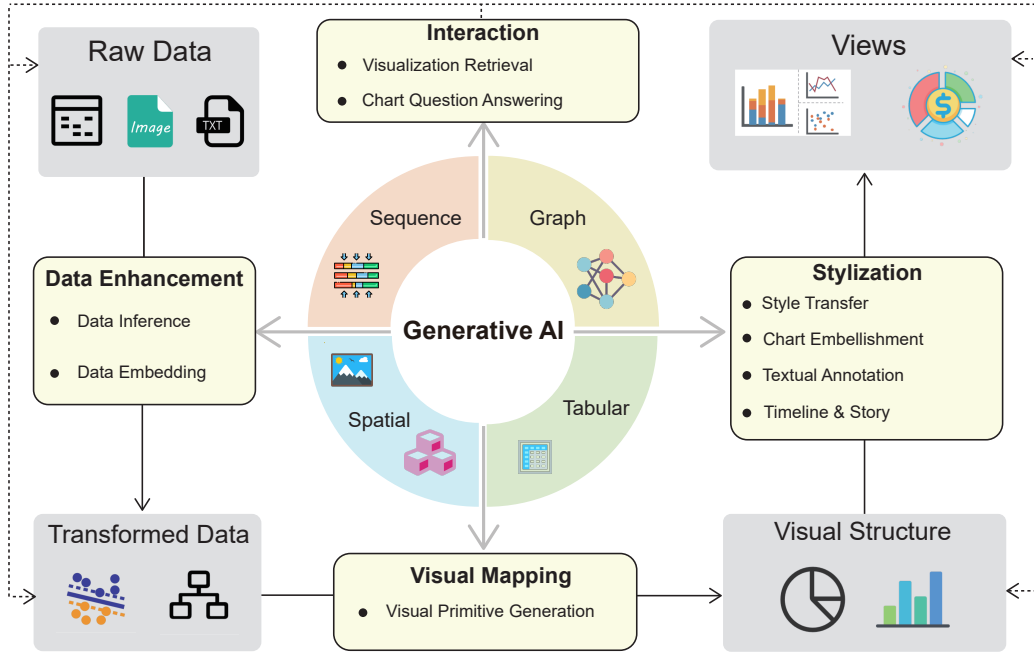 Raw Data
Image
TXT
Interaction
Visualization Retrieval
Chart Question Answering
Views
$
Sequence
Graph
Data Enhancement
Data Inference
Data Embedding
Generative AI
Stylization
Style Transfer
Chart Embellishment
Textual Annotation
Timeline & Story
Spatial
Tabular
Transformed Data
Visual Mapping
Visual Primitive Generation
Visual Structure